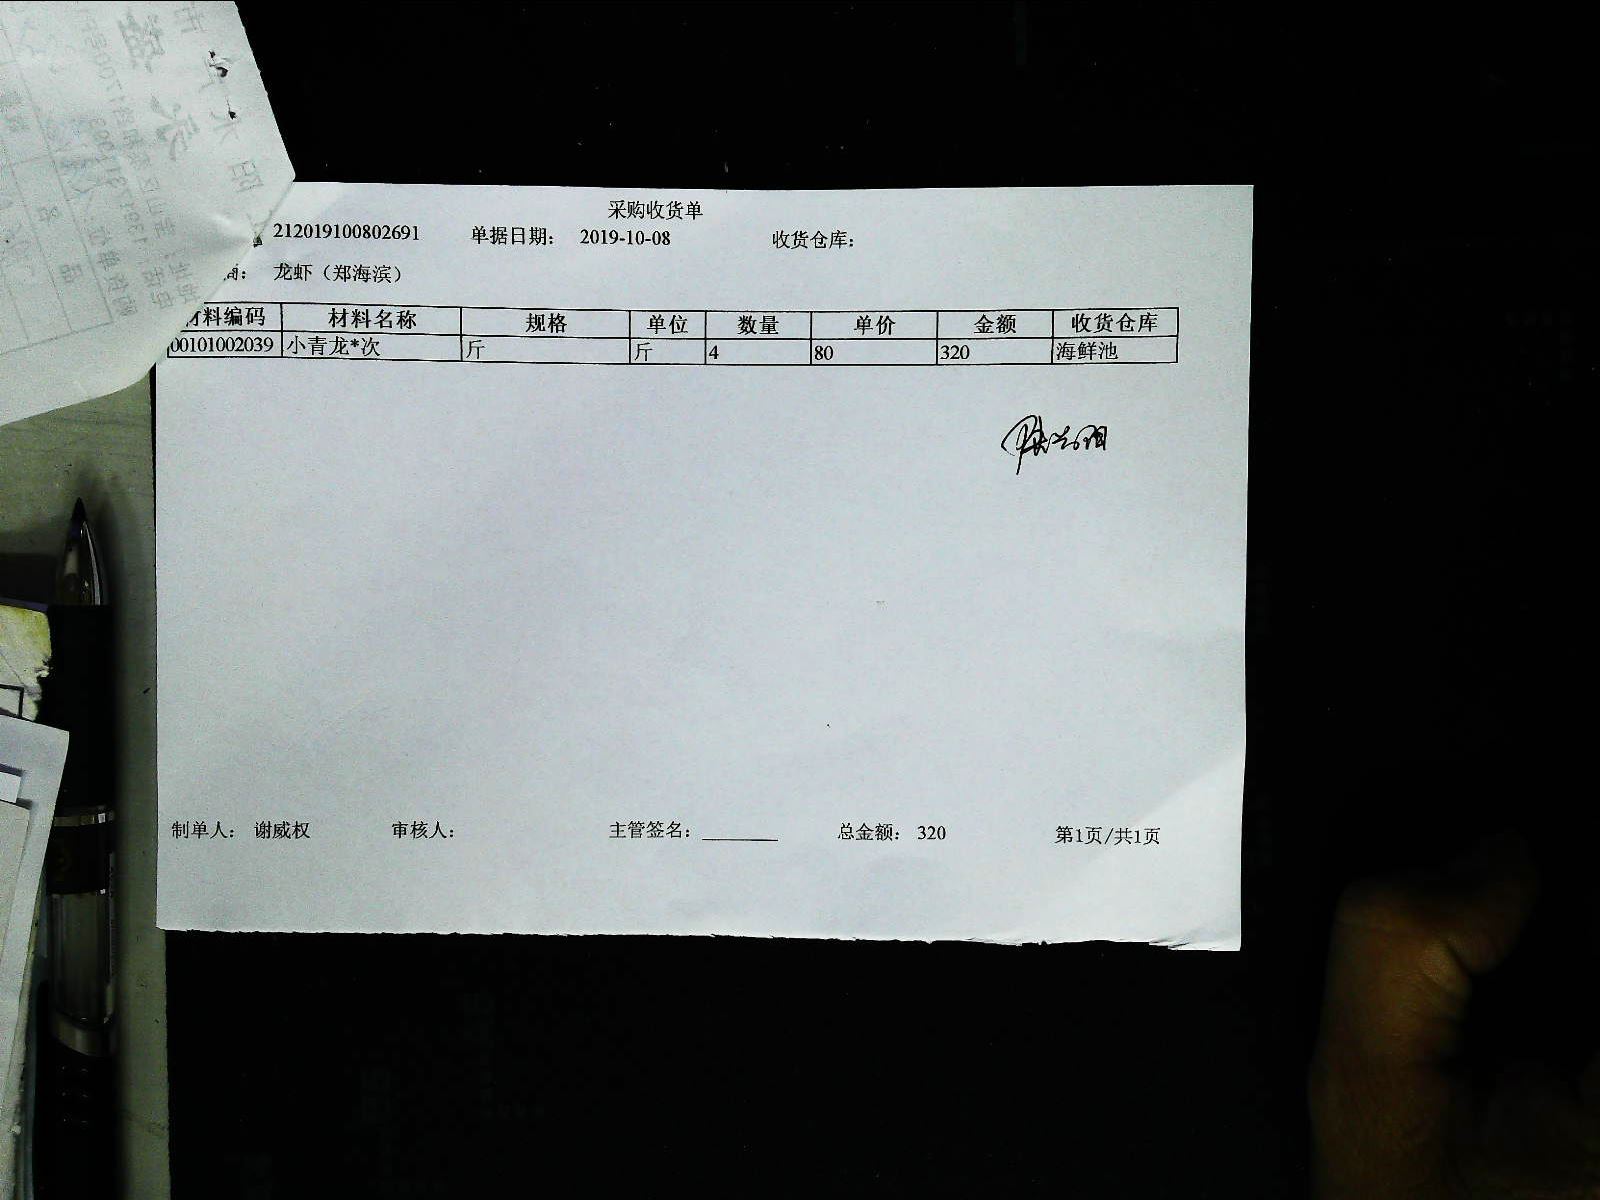 采购收货单
212019100802691 单据日期： 2019-10-08 收货仓库：
商： 龙虾（郑海滨）
材料编码 材料名称 规格 单位 数量 单价 金额 收货仓库
00101002039 小青龙*次 斤 斤 4 80 320 海鲜池
制单人： 谢威权 审核人： 主管签名： 总金额： 320 第1页/共1页